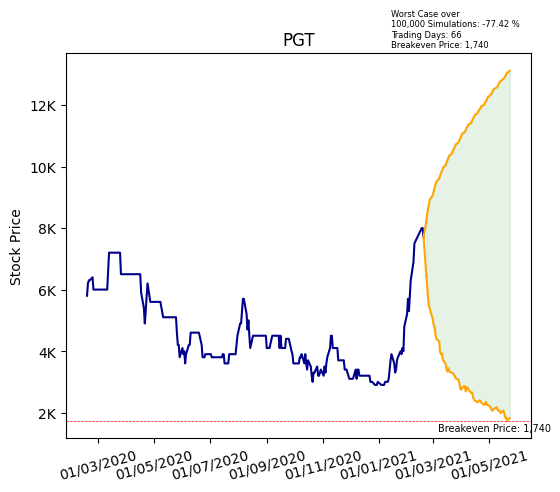 Worst Case over
100,000 Simulations: -77.42 %
Trading Days: 66
Breakeven Price: 1,740
PGT
Stock Price
12K
10K
8K
6K
4K
2K
Breakeven Price: 1,740
01/03/2020
01/05/2020
01/07/2020
01/09/2020
01/11/2020
01/01/2021
01/03/2021
01/05/2021